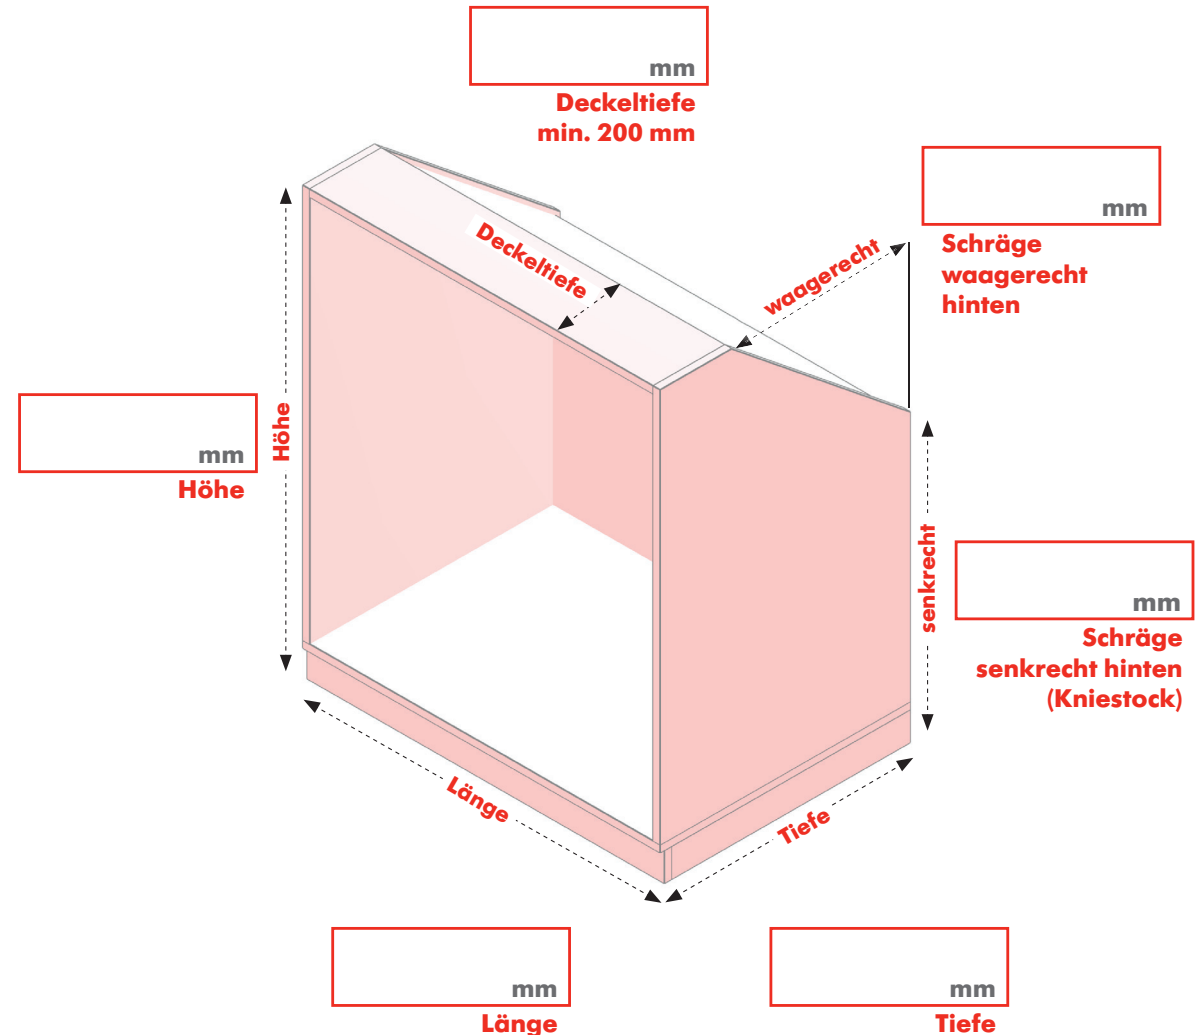 mm
Deckeltiefe
min. 200 mm
mm
Schräge
waagerecht
hinten
Deckeltiefe
waagerecht
mm
Höhe
Höhe
senkrecht
mm
Schräge
senkrecht hinten
(Kniestock)
Länge
Tiefe
mm
Länge
mm
Tiefe